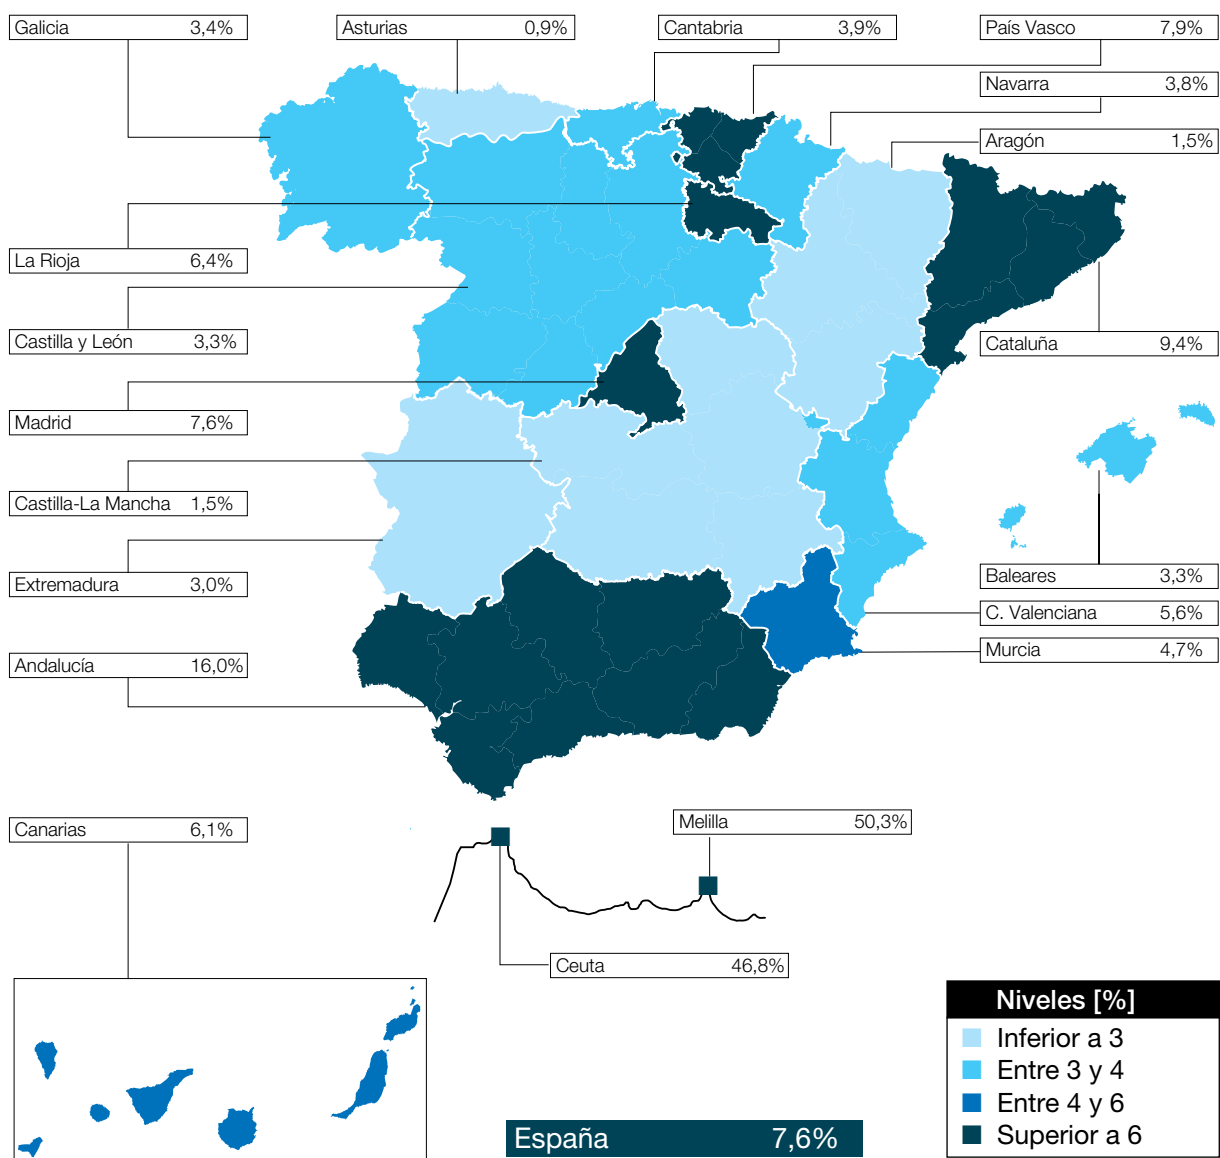 Galicia 3,4%
Asturias 0,9%
Cantabria 3,9%
País Vasco 7,9%
Navarra 3,8%
Aragón 1,5%
La Rioja 6,4%
Castilla y León 3,3%
Cataluña 9,4%
Madrid 7,6%
Castilla-La Mancha 1,5%
Extremadura 3,0%
Baleares 3,3%
C. Valenciana 5,6%
Murcia 4,7%
Andalucía 16,0%
Canarias 6,1%
Melilla 50,3%
Ceuta 46,8%
Niveles [%]
Inferior a 3
Entre 3 y 4
Entre 4 y 6
Superior a 6
España 7,6%